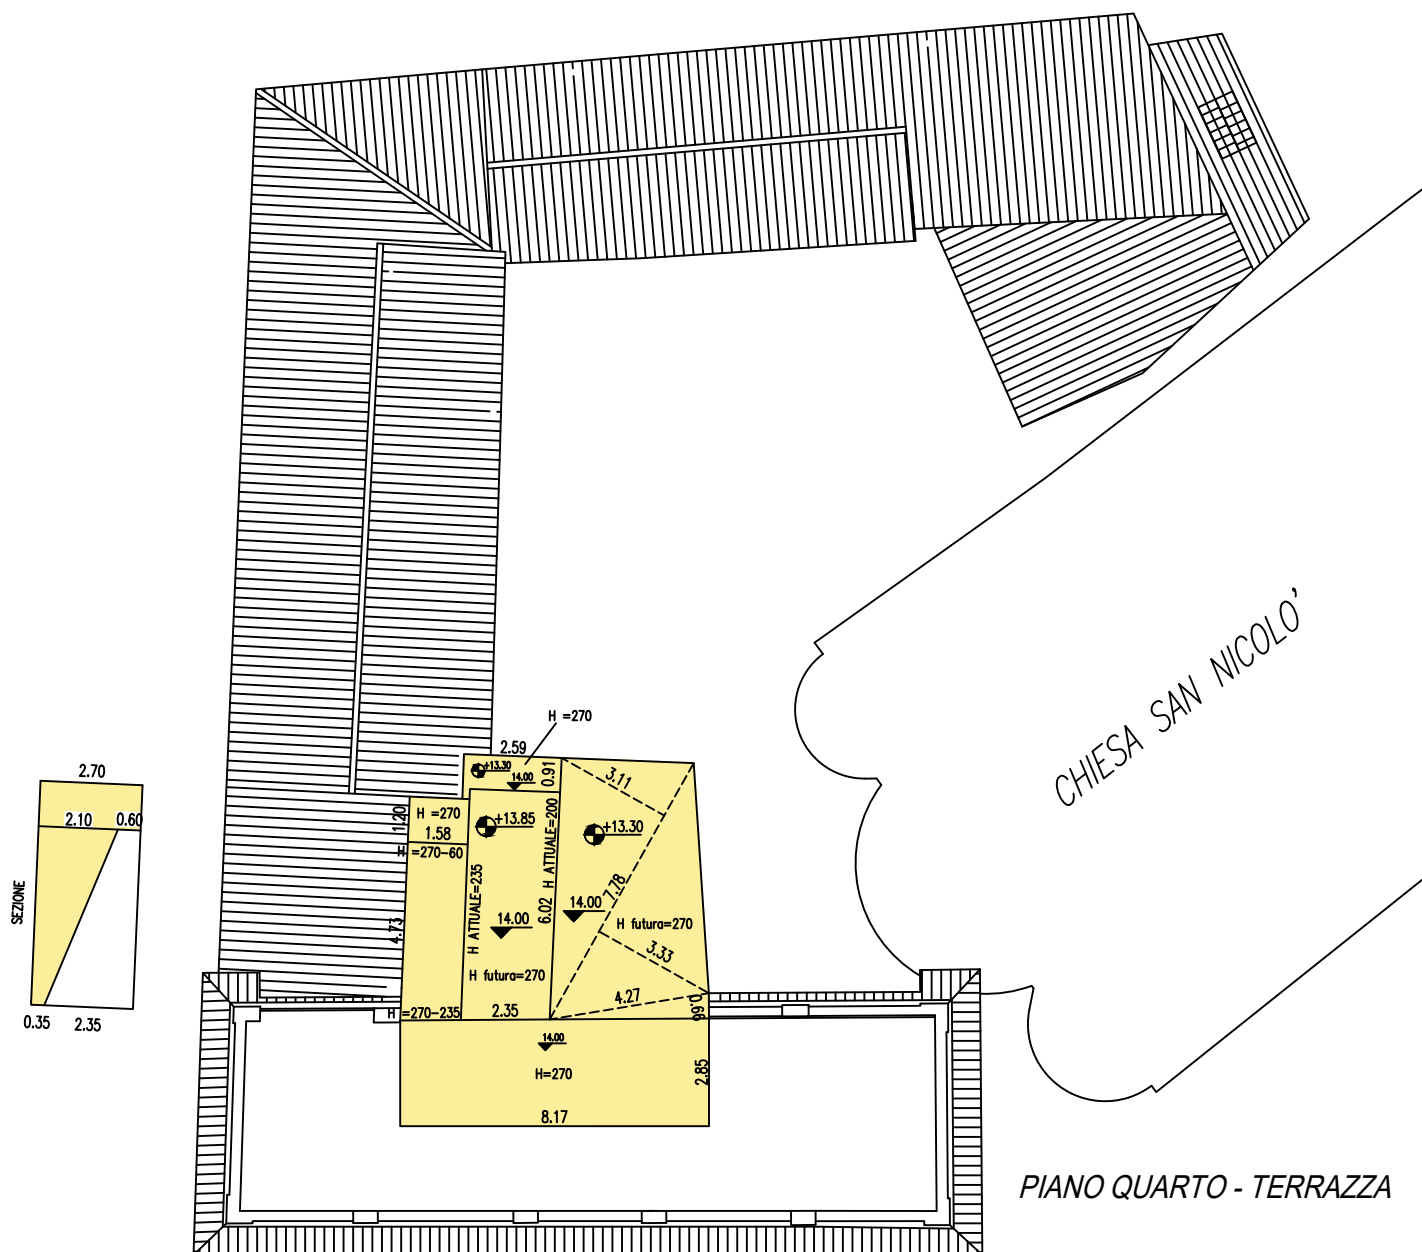 H =270
2.59
+13.30
14.00
0.91
3.11
2.70
2.10
0.60
SEZIONE
0.35
2.35
1.20
H =270
1.58
H =270-60
+13.85
H ATTUALE=200
+13.30
H ATTUALE=235
6.02
7.78
4.73
14.00
14.00
H futura=270
3.33
H futura=270
4.27
0.66
H =270-235
2.35
14.00
H=270
2.85
8.17
CHIESA SAN NICOLO'
PIANO QUARTO - TERRAZZA